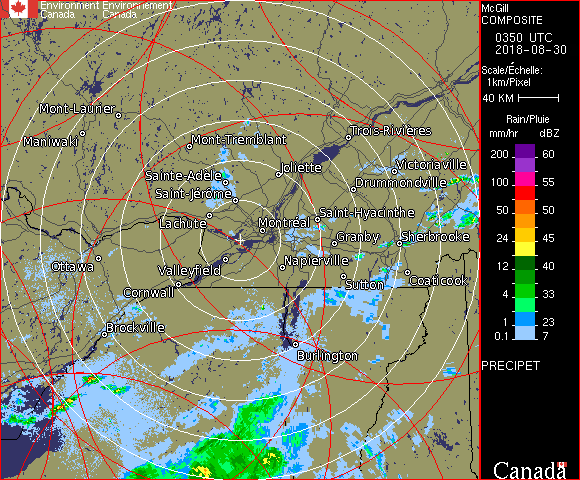 Environment Environnement
Canada Canada
McGill
COMPOSITE
0350 UTC
2018-08-30
Scale/Échelle:
1km/Pixel
40 KM
Rain/Pluie
mm/hr dBZ
200 60
150 57
100 55
50 50
24 45
12 40
4 33
1 23
0.1 7
PRECIPET
Canada
Mont-Laurier
Maniwaki
Mont-Tremblant
Trois-Rivières
Sainte-Adèle
Joliette
Victoriaville
Saint-Jérôme
Drummondville
Lachute
Montréal
Saint-Hyacinthe
Granby
Sherbrooke
Ottawa
Valleyfield
Napierville
Cornwall
Sutton
Coaticook
Brockville
Burlington